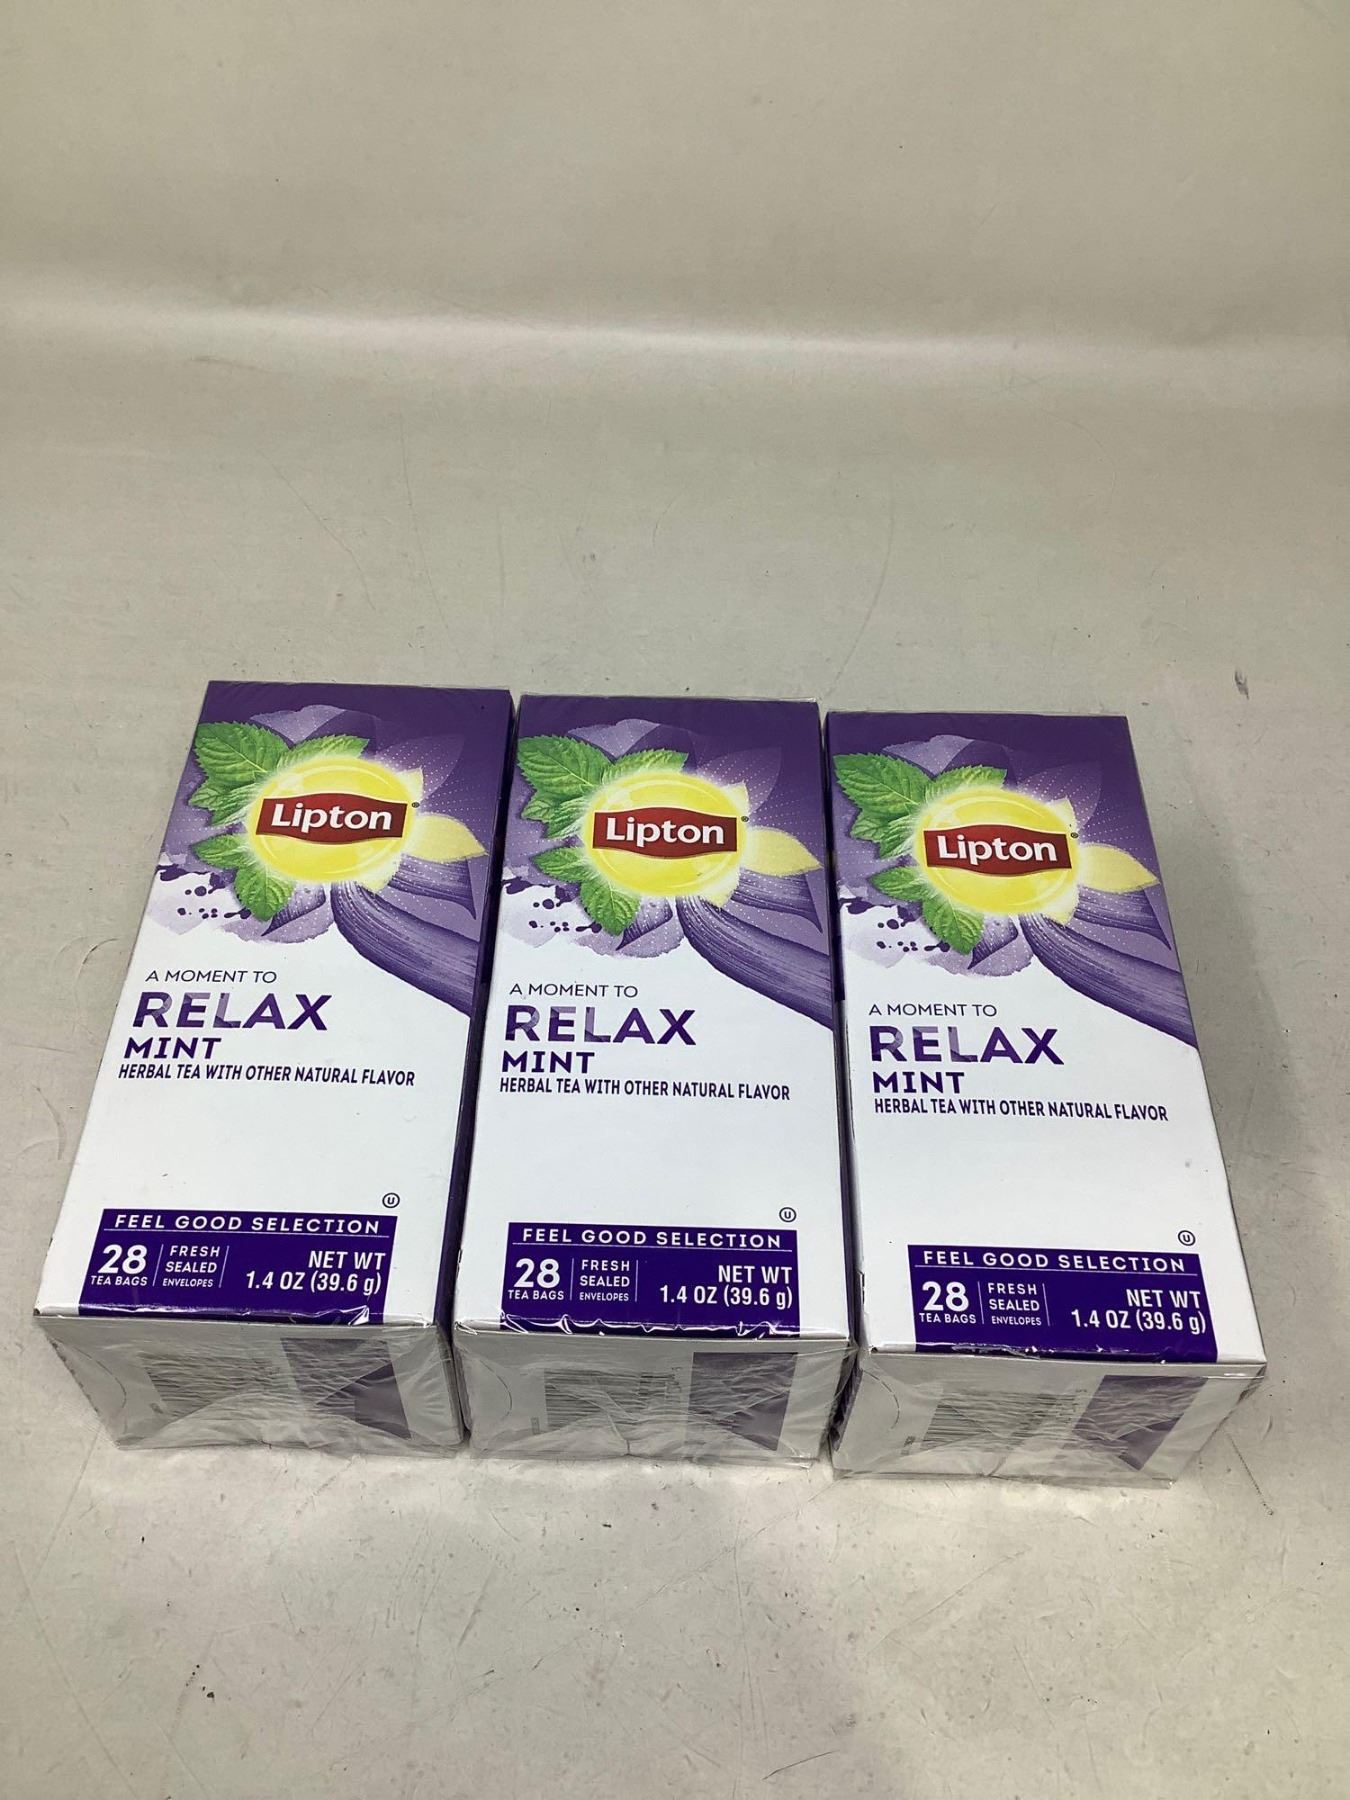 Lipton®
A MOMENT TO
RELAX
MINT
HERBAL TEA WITH OTHER NATURAL FLAVOR
U
FEEL GOOD SELECTION
28
TEA BAGS
FRESH
SEALED
ENVELOPES
NET WT
1.4 OZ (39.6 g)
Lipton®
A MOMENT TO
RELAX
MINT
HERBAL TEA WITH OTHER NATURAL FLAVOR
U
FEEL GOOD SELECTION
28
TEA BAGS
FRESH
SEALED
ENVELOPES
NET WT
1.4 OZ (39.6 g)
Lipton®
A MOMENT TO
RELAX
MINT
HERBAL TEA WITH OTHER NATURAL FLAVOR
U
FEEL GOOD SELECTION
28
TEA BAGS
FRESH
SEALED
ENVELOPES
NET WT
1.4 OZ (39.6 g)